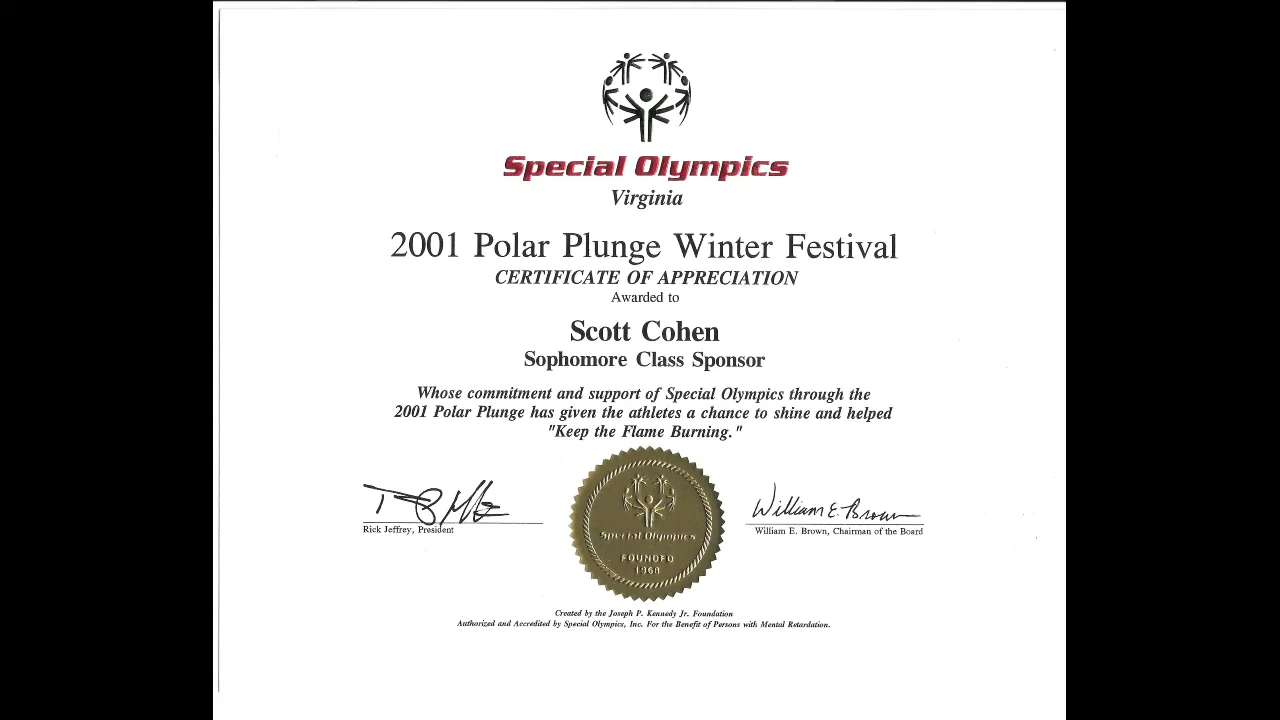 Special Olympics
Virginia
2001 Polar Plunge Winter Festival
CERTIFICATE OF APPRECIATION
Awarded to
Scott Cohen
Sophomore Class Sponsor
Whose commitment and support of Special Olympics through the
2001 Polar Plunge has given the athletes a chance to shine and helped
"Keep the Flame Burning."
William E. Brown
Rick Jeffrey, President
William E. Brown, Chairman of the Board
Special Olympics
FOUNDED
1968
Created by the Joseph P. Kennedy Jr. Foundation
Authorized and Accredited by Special Olympics, Inc. For the Benefit of Persons with Mental Retardation.